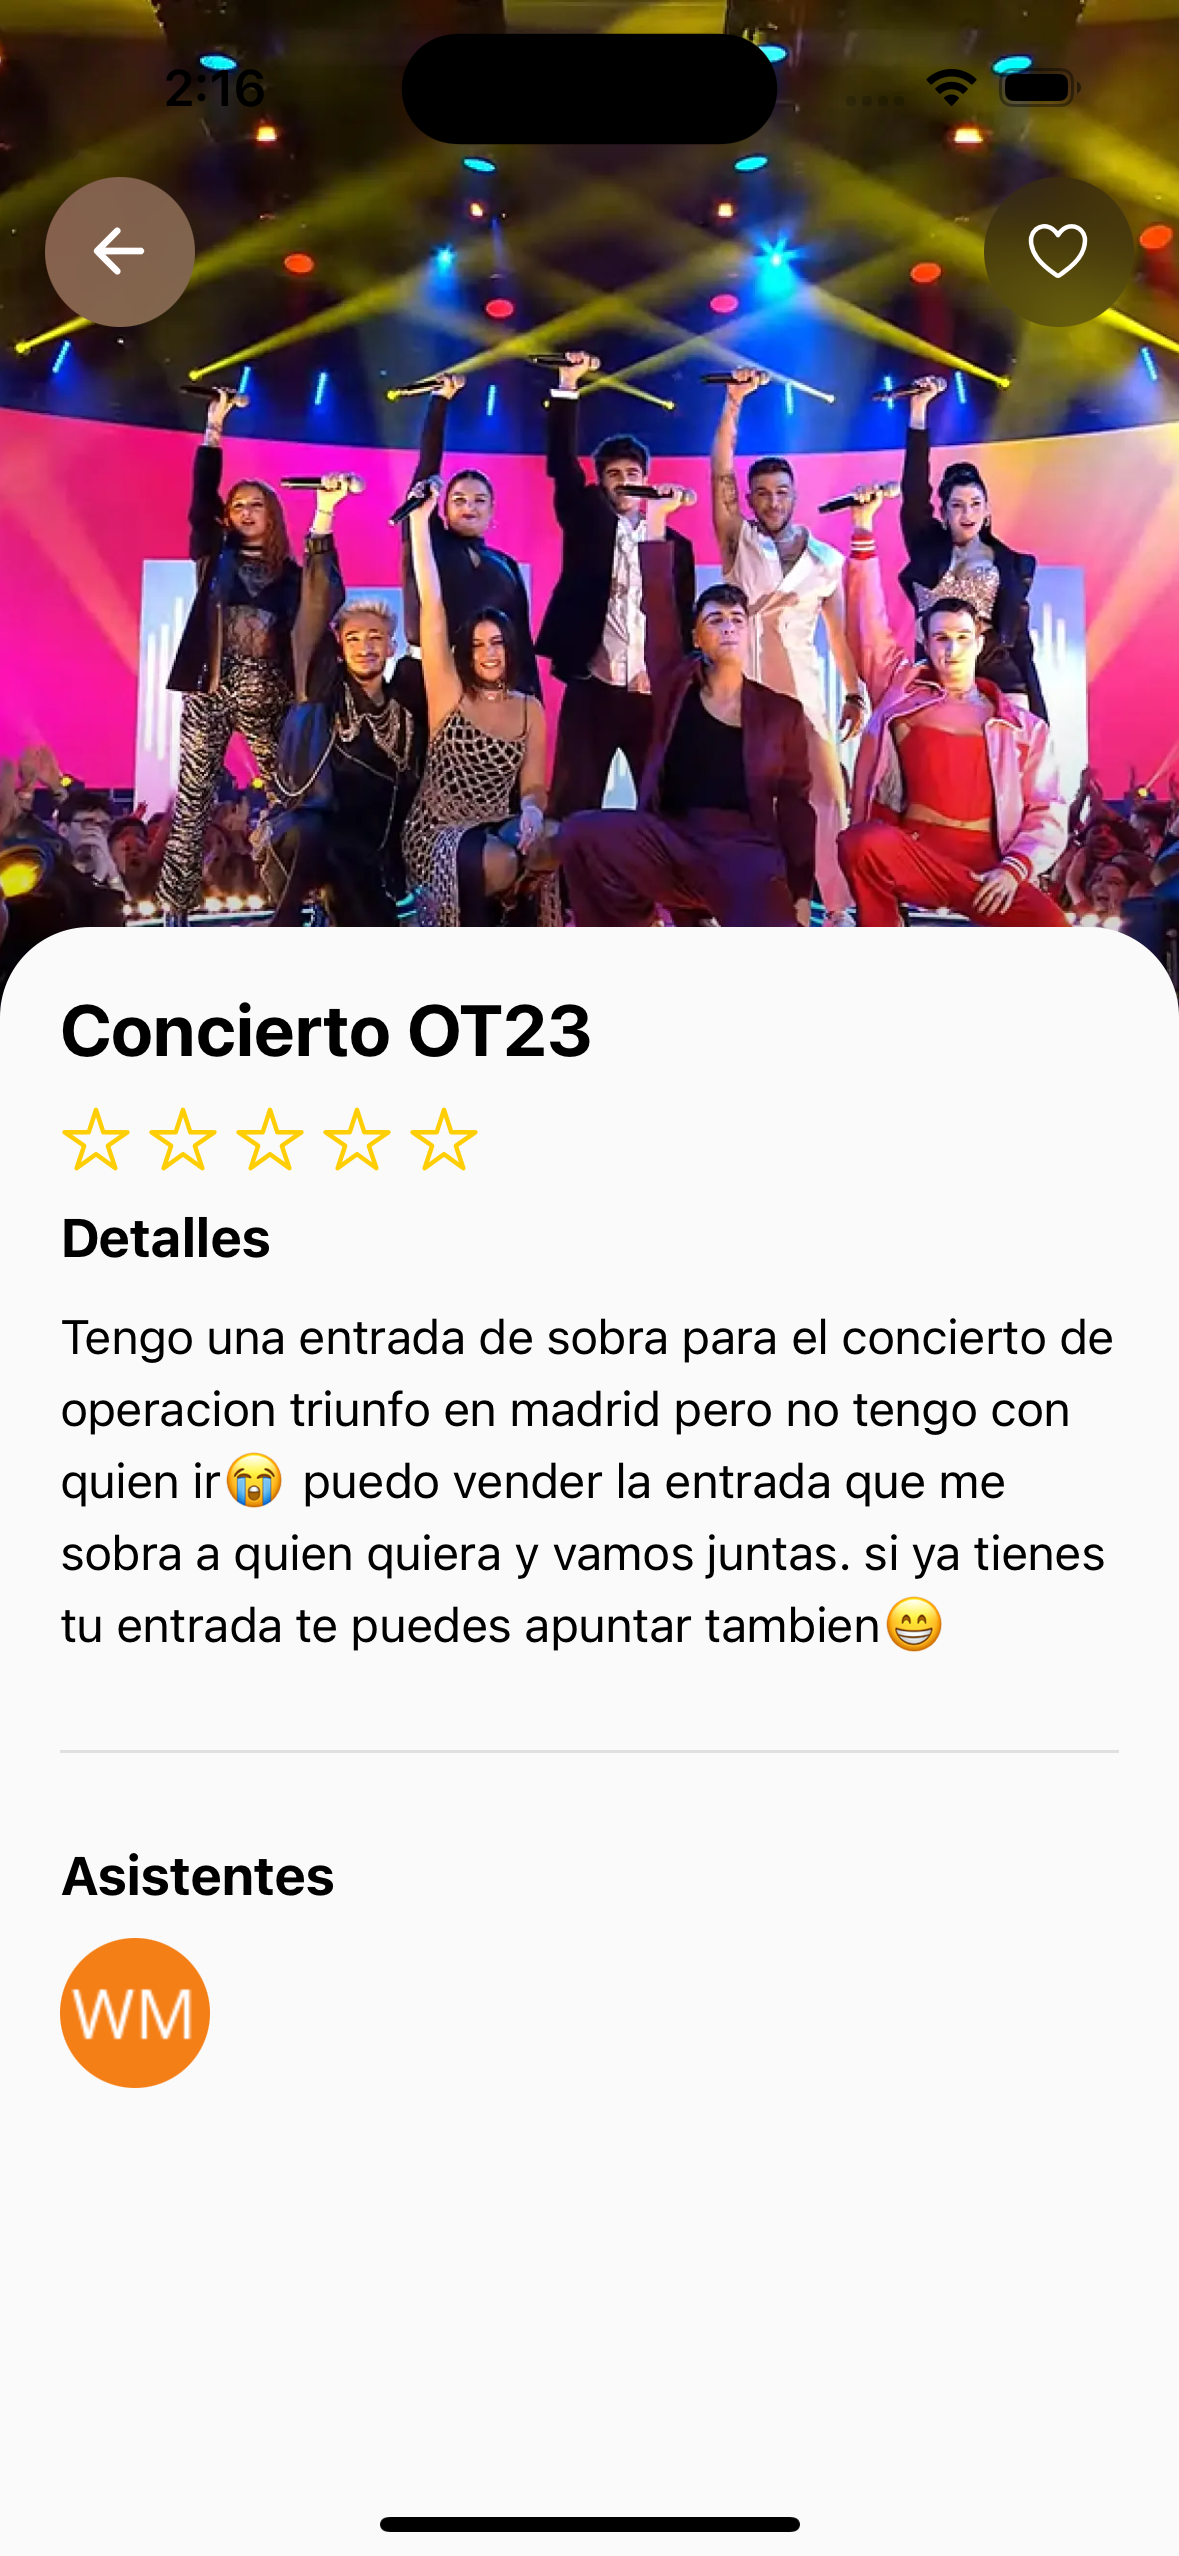 2:16
Concierto OT23
Detalles
Tengo una entrada de sobra para el concierto de
operacion triunfo en madrid pero no tengo con
quien ir😭 puedo vender la entrada que me
sobra a quien quiera y vamos juntas. si ya tienes
tu entrada te puedes apuntar tambien😁
Asistentes
WM